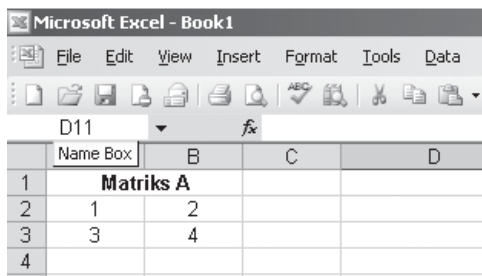 Microsoft Excel - Book1
File Edit View Insert Format Tools Data
ABC
D11 fx
Name Box B C D
1 Matriks A
2 1 2
3 3 4
4